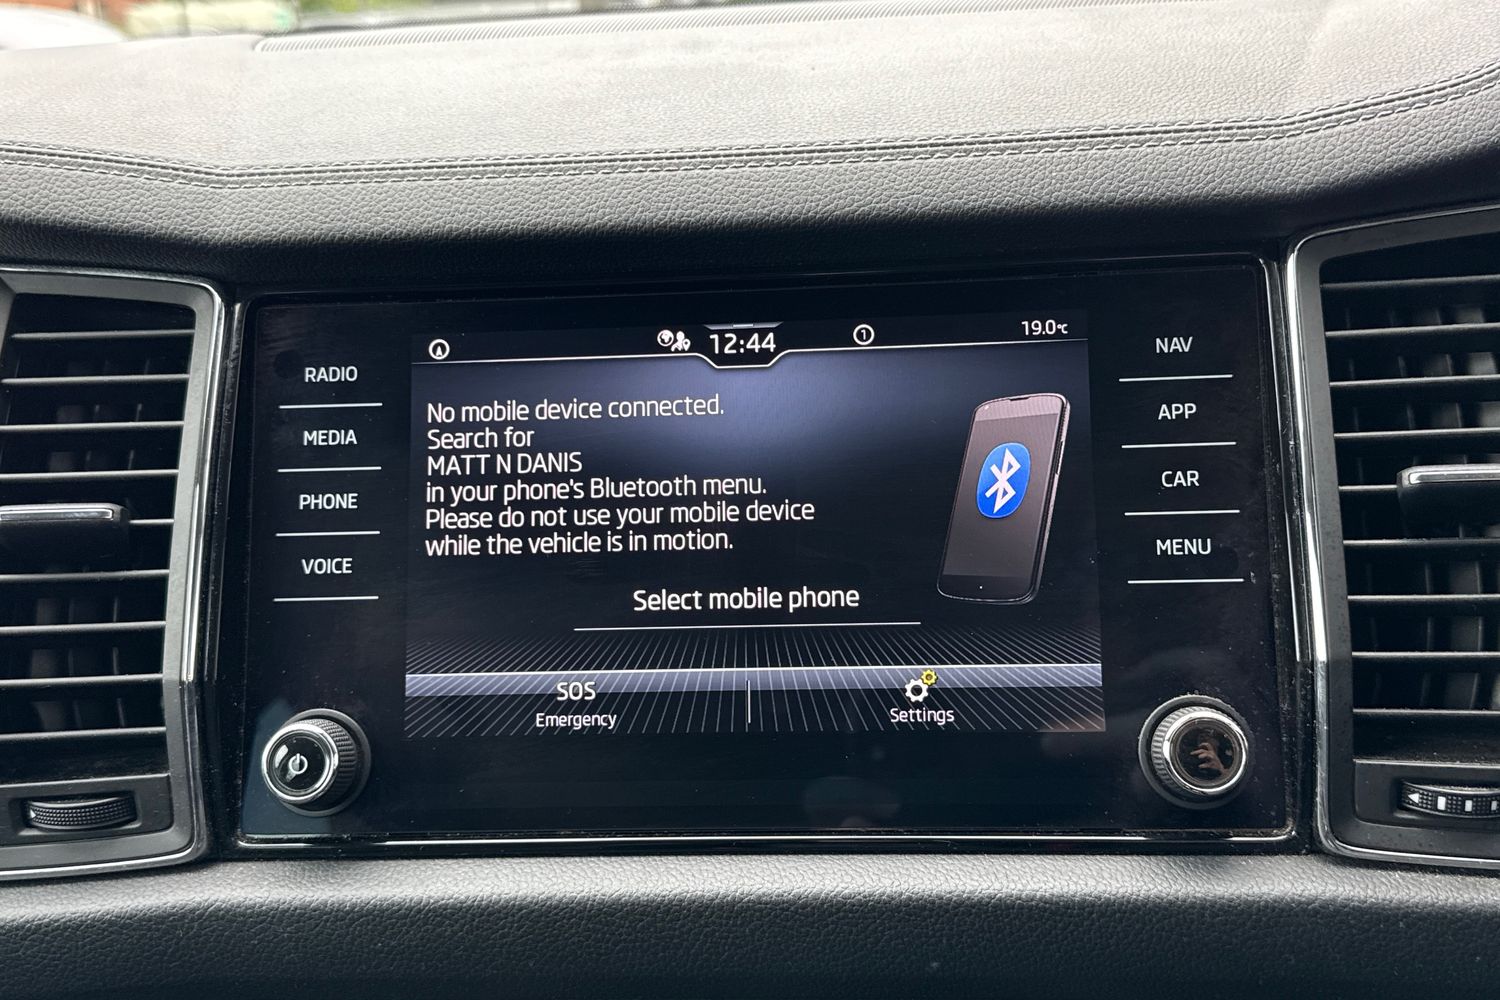 RADIO
MEDIA
PHONE
VOICE
12:44
1
19.0°C
No mobile device connected.
Search for
MATT N DANIS
in your phone's Bluetooth menu.
Please do not use your mobile device
while the vehicle is in motion.
Select mobile phone
SOS
Emergency
Settings
NAV
APP
CAR
MENU